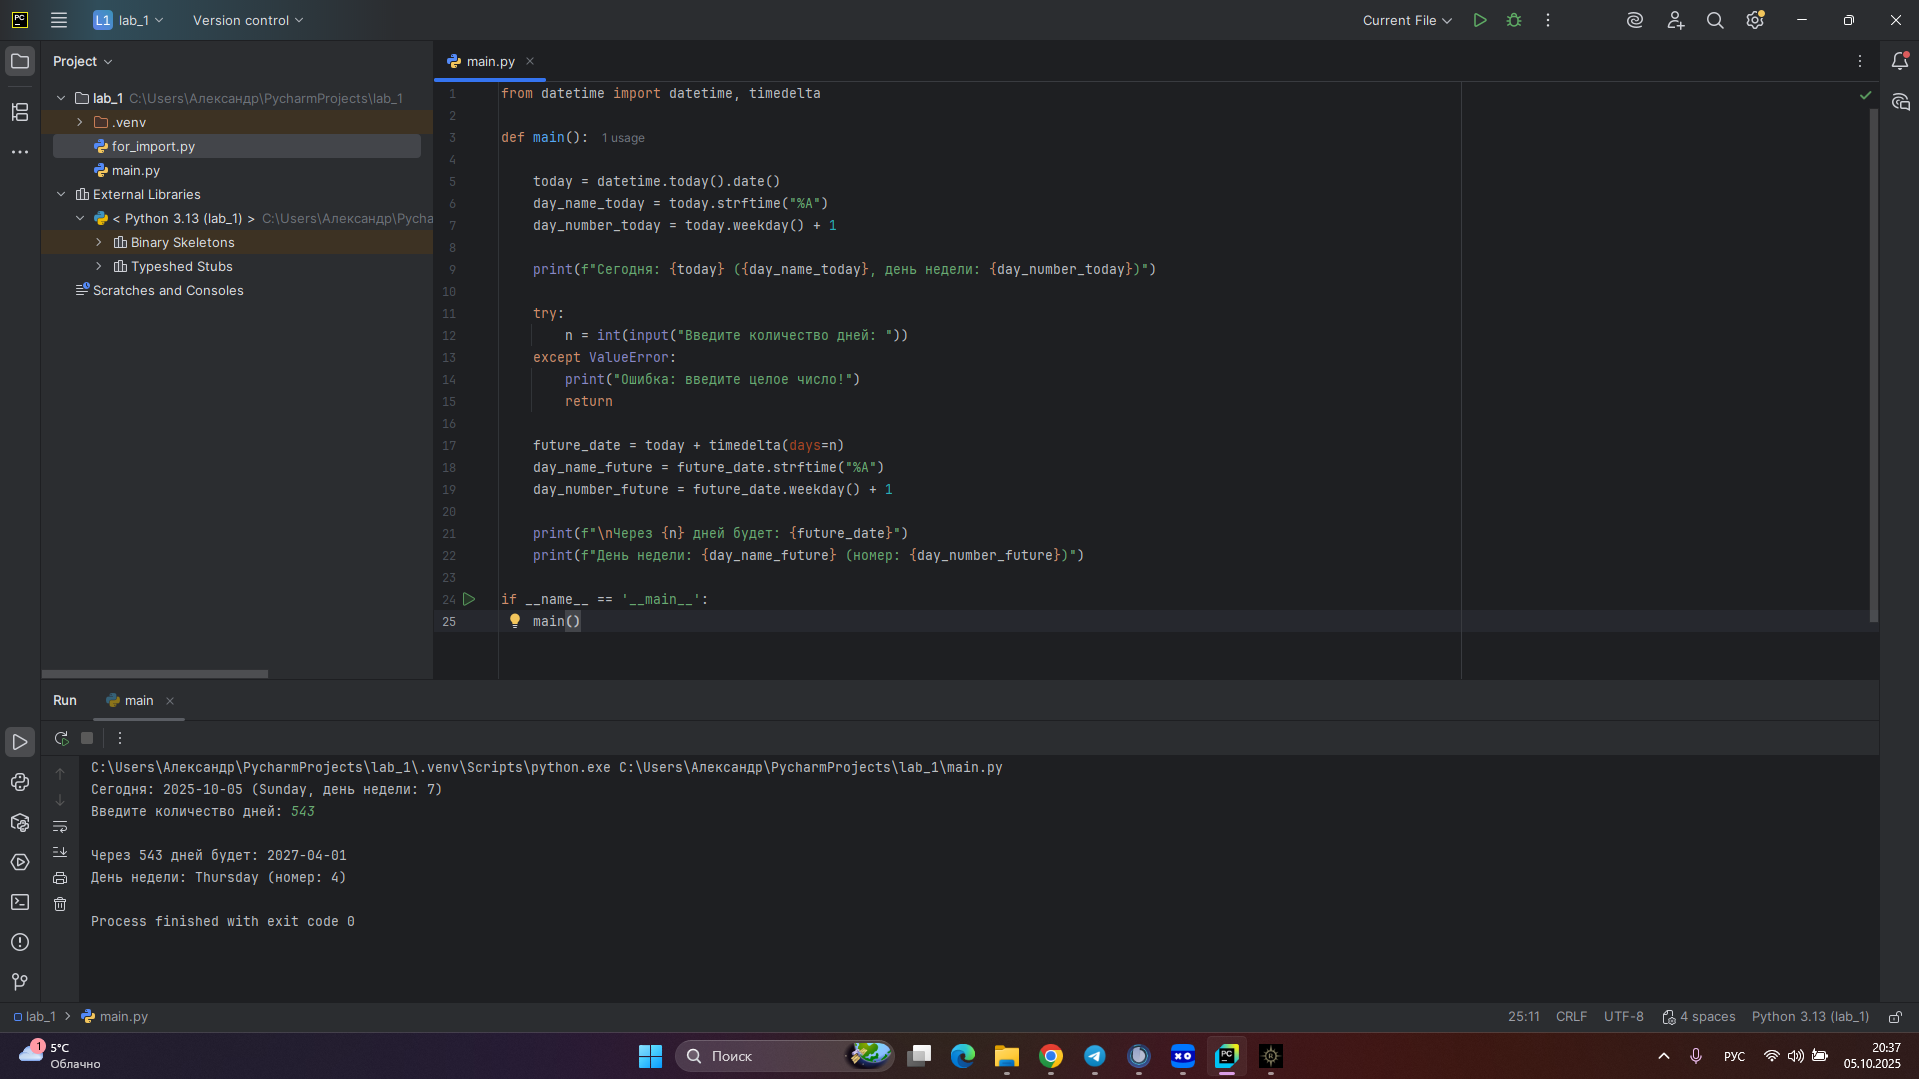 PC
L1 lab_1
Version control
Current File
Project
lab_1 C:\Users\Александр\PycharmProjects\lab_1
.venv
for_import.py
main.py
External Libraries
< Python 3.13 (lab_1) > C:\Users\Александр\Pycha
Binary Skeletons
Typeshed Stubs
Scratches and Consoles
main.py
1 from datetime import datetime, timedelta
2
3 def main(): 1 usage
4
5 today = datetime.today().date()
6 day_name_today = today.strftime("%A")
7 day_number_today = today.weekday() + 1
8
9 print(f"Сегодня: {today} ({day_name_today}, день недели: {day_number_today})")
10
11 try:
12 n = int(input("Введите количество дней: "))
13 except ValueError:
14 print("Ошибка: введите целое число!")
15 return
16
17 future_date = today + timedelta(days=n)
18 day_name_future = future_date.strftime("%A")
19 day_number_future = future_date.weekday() + 1
20
21 print(f"\nЧерез {n} дней будет: {future_date}")
22 print(f"День недели: {day_name_future} (номер: {day_number_future})")
23
24 if __name__ == '__main__':
25 main()
Run main
C:\Users\Александр\PycharmProjects\lab_1\.venv\Scripts\python.exe C:\Users\Александр\PycharmProjects\lab_1\main.py
Сегодня: 2025-10-05 (Sunday, день недели: 7)
Введите количество дней: 543
Через 543 дней будет: 2027-04-01
День недели: Thursday (номер: 4)
Process finished with exit code 0
lab_1 > main.py
25:11 CRLF UTF-8 4 spaces Python 3.13 (lab_1)
1
5°C
Облачно
Поиск
PC
РУС
20:37
05.10.2025